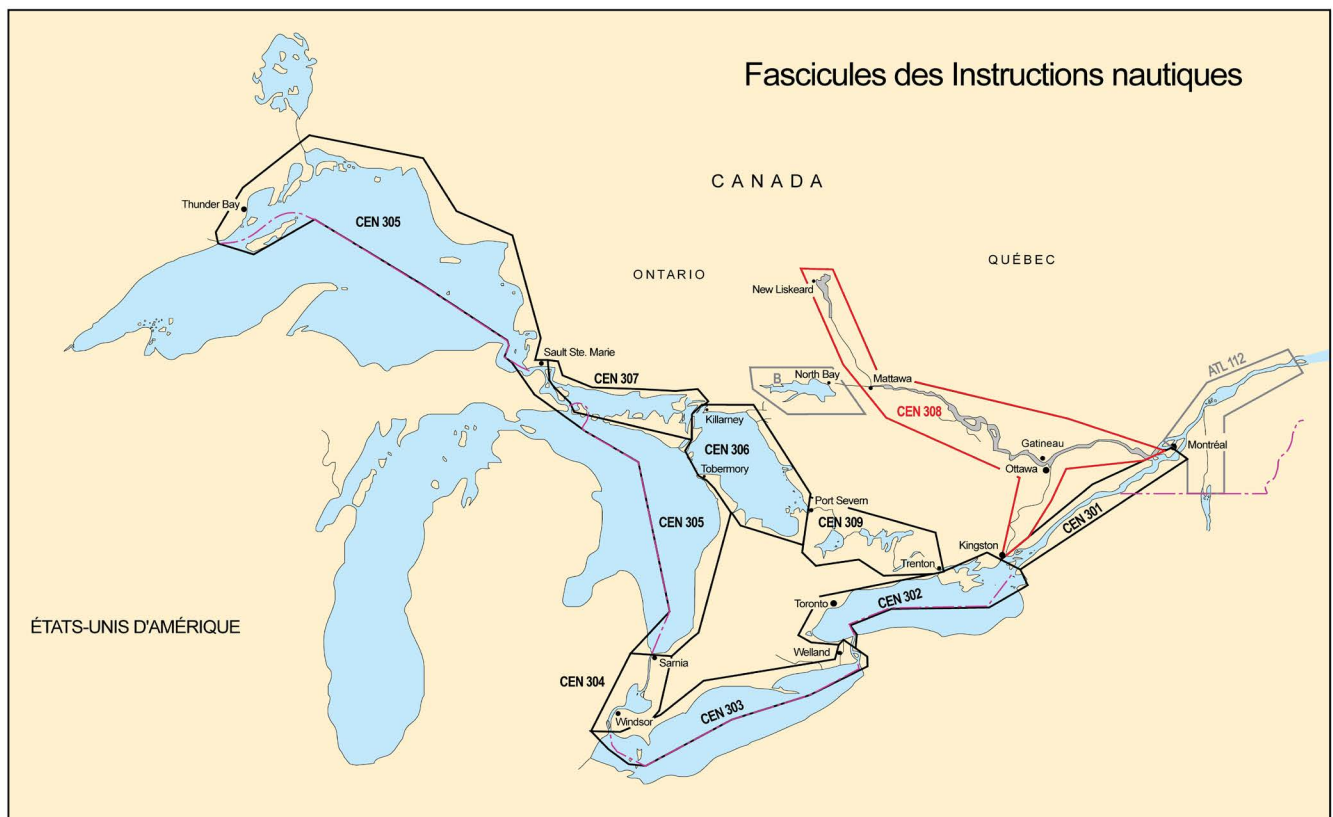 Fascicules des Instructions nautiques
CANADA
Thunder Bay
CEN 305
QUÉBEC
ONTARIO
New Liskeard
Sault Ste. Marie
ATL 112
CEN 307
B
North Bay
Mattawa
Killarney
CEN 308
CEN 306
Gatineau
Montréal
Tobermory
Ottawa
Port Severn
CEN 305
CEN 309
CEN 301
Kingston
Trenton
CEN 302
Toronto
ÉTATS-UNIS D'AMÉRIQUE
Welland
Sarnia
CEN 304
CEN 303
Windsor